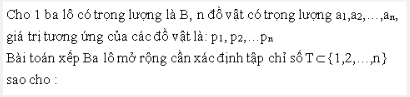 Cho 1 ba lô có trọng lượng là B, n đồ vật có trọng lượng a₁,a₂,…,aₙ,
giá trị tương ứng của các đồ vật là: p₁, p₂,…pₙ
Bài toán xếp Ba lô mở rộng cần xác định tập chỉ số T⊂{1,2,…,n}
sao cho :